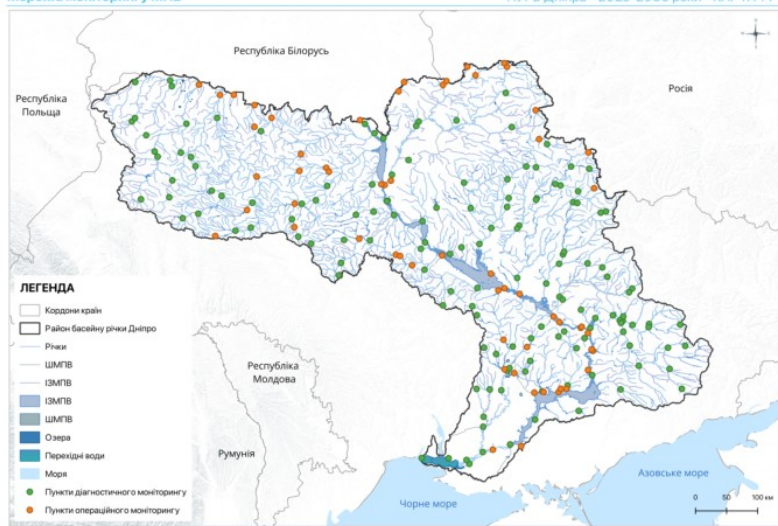 Республіка Білорусь
Республіка
Польща
Росія
ЛЕГЕНДА
Кордони країн
Район басейну річки Дніпро
Річки
ШМПВ
ІЗМПВ
ІЗМПВ
ШМПВ
Озера
Перехідні води
Моря
Пункти діагностичного моніторингу
Пункти операційного моніторингу
Республіка
Молдова
Румунія
Чорне море
Азовське море
0 50 100 км